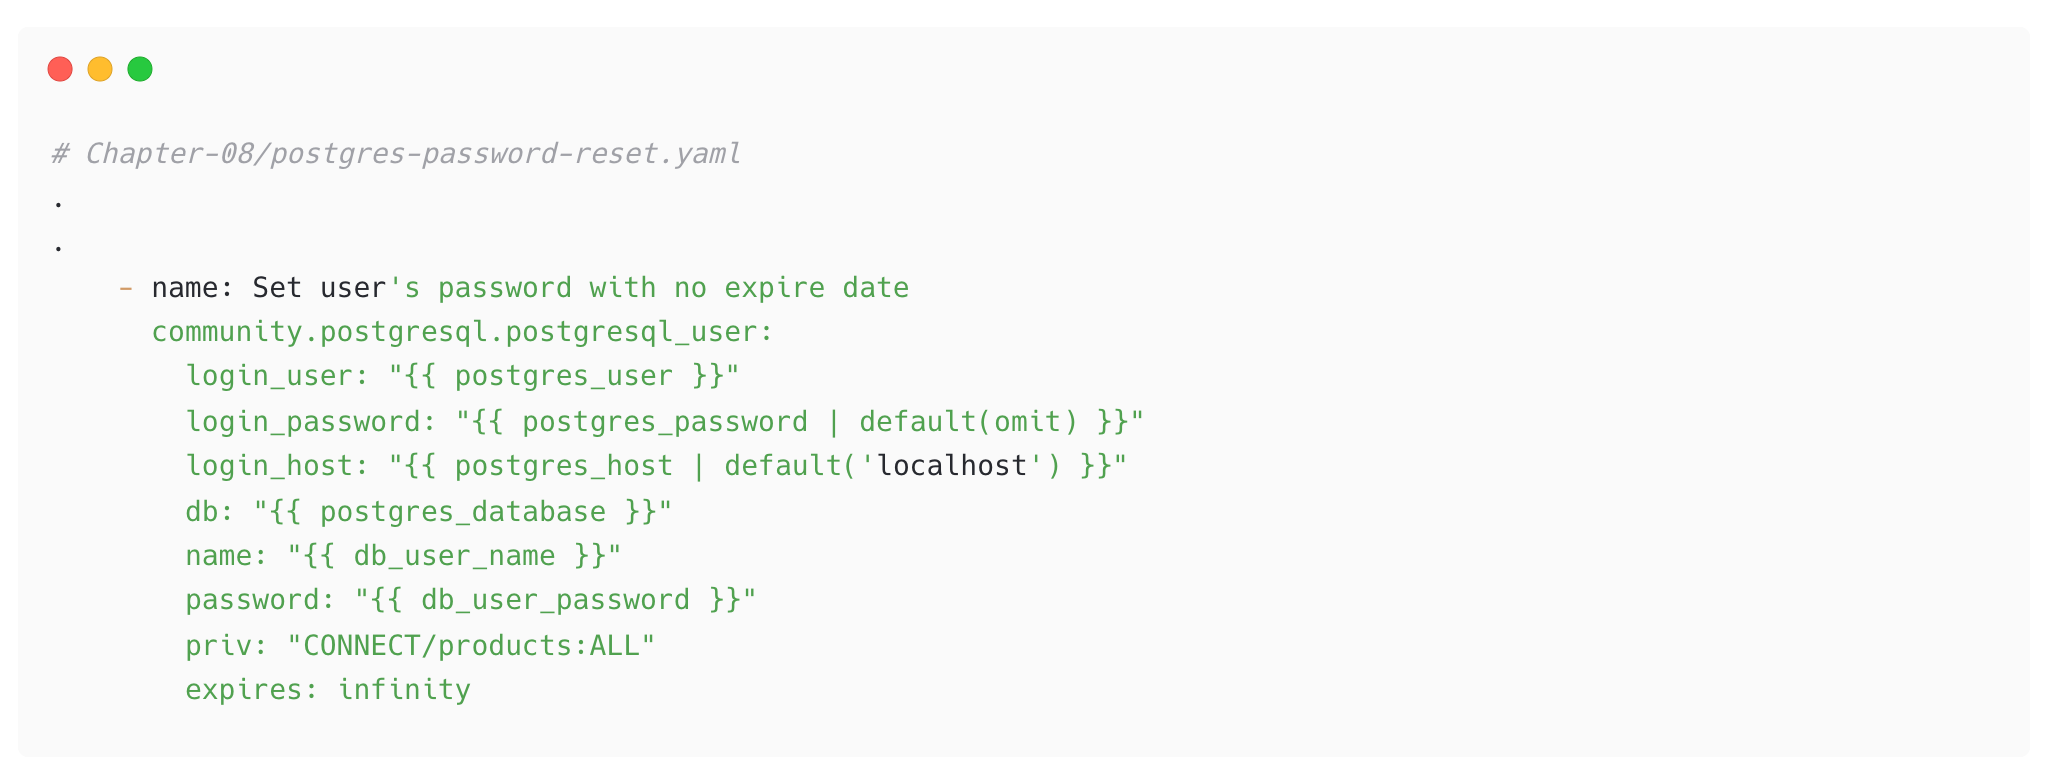 # Chapter-08/postgres-password-reset.yaml
.
.
    - name: Set user's password with no expire date
      community.postgresql.postgresql_user:
        login_user: "{{ postgres_user }}"
        login_password: "{{ postgres_password | default(omit) }}"
        login_host: "{{ postgres_host | default('localhost') }}"
        db: "{{ postgres_database }}"
        name: "{{ db_user_name }}"
        password: "{{ db_user_password }}"
        priv: "CONNECT/products:ALL"
        expires: infinity